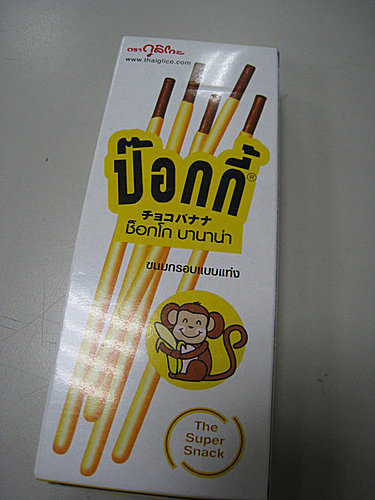 ตรา กูลิโกะ
www.thaiglico.com
ป๊อกกี้®
チョコバナナ
ช็อกโก บานาน่า
ขนมกรอบแบบแท่ง
The
Super
Snack